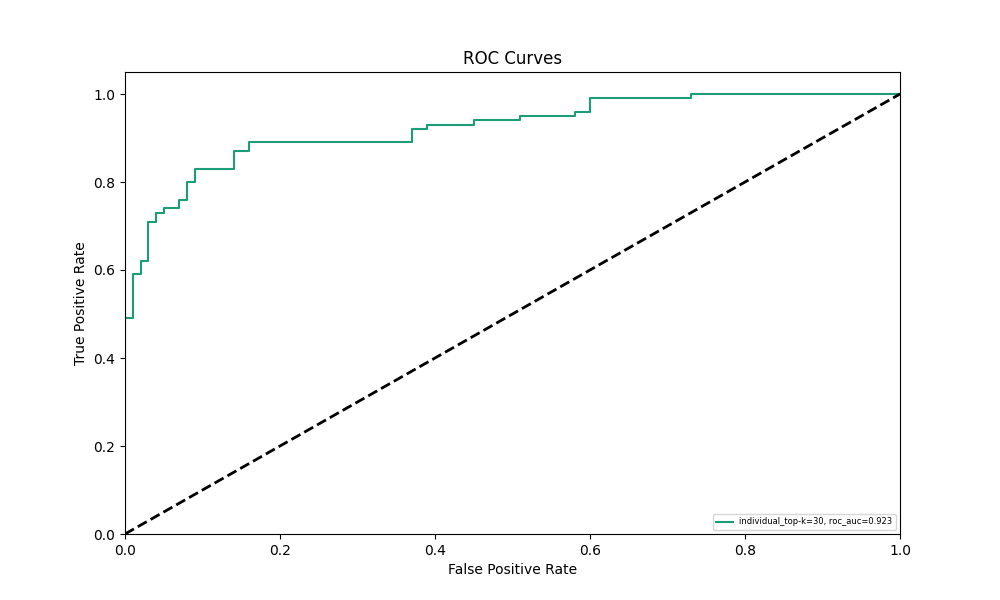 ROC Curves
True Positive Rate
1.0
0.8
0.6
0.4
0.2
0.0
0.0 0.2 0.4 0.6 0.8 1.0
False Positive Rate
individual_top-k=30, roc_auc=0.923